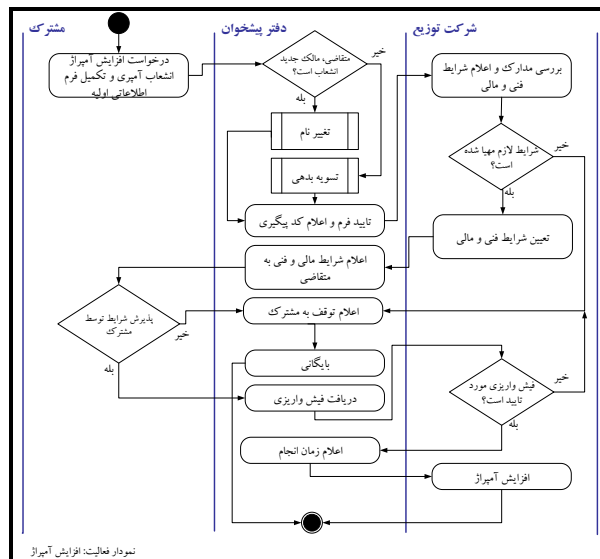 شرکت توزیع
دفتر پیشخوان
مشترک
درخواست افزایش آمپراژ
انشعاب آمپری و تکمیل فرم
اطلاعاتی اولیه
متقاضی، مالک جدید
انشعاب است؟
خیر
بله
تغییر نام
تسویه بدهی
تایید فرم و اعلام کد پیگیری
بررسی مدارک و اعلام شرایط
فنی و مالی
شرایط لازم مهیا شده
است؟
خیر
بله
تعیین شرایط فنی و مالی
اعلام شرایط مالی و فنی به
متقاضی
پذیرش شرایط توسط
مشترک
خیر
بله
اعلام توقف به مشترک
بایگانی
دریافت فیش واریزی
فیش واریزی مورد
تایید است؟
خیر
بله
اعلام زمان انجام
افزایش آمپراژ
نمودار فعالیت: افزایش آمپراژ